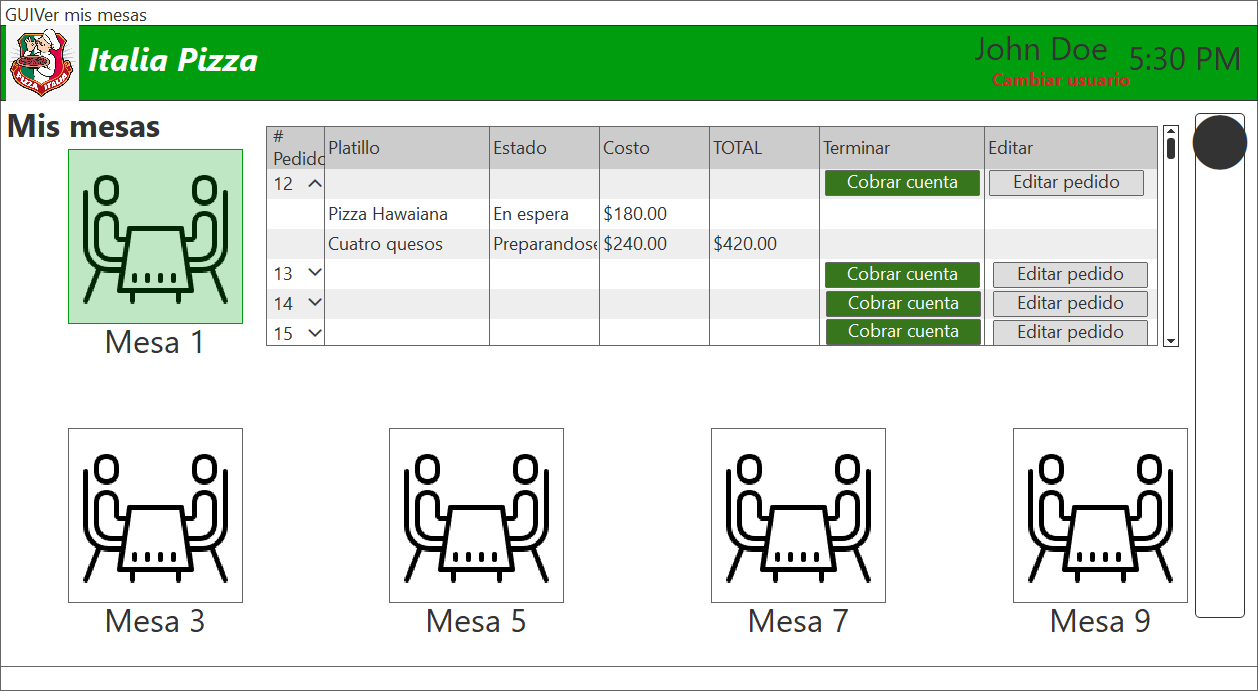 GUIVer mis mesas
PIZZA ITALIA
Italia Pizza
John Doe
5:30 PM
Cambiar usuario
Mis mesas
# Pedido Platillo Estado Costo TOTAL Terminar Editar
12 Cobrar cuenta Editar pedido
Pizza Hawaiana En espera $180.00
Cuatro quesos Preparandose $240.00 $420.00
13 Cobrar cuenta Editar pedido
14 Cobrar cuenta Editar pedido
15 Cobrar cuenta Editar pedido
Mesa 1
Mesa 3 Mesa 5 Mesa 7 Mesa 9